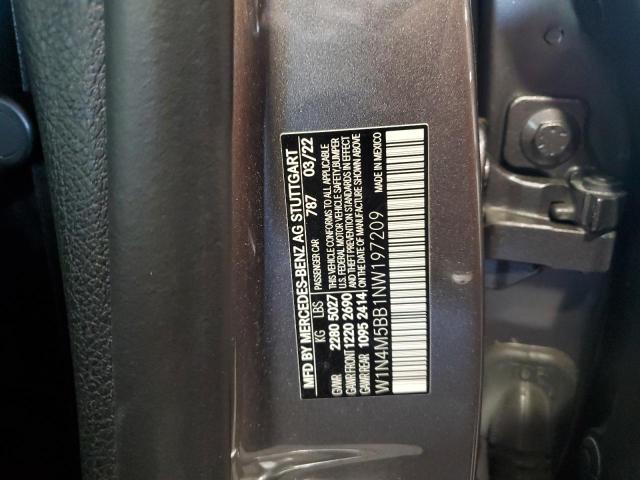 MFD BY MERCEDES-BENZ AG STUTTGART
PASSENGER CAR 787 03/22
KG LBS
THIS VEHICLE CONFORMS TO ALL APPLICABLE
U.S. FEDERAL MOTOR VEHICLE SAFETY, BUMPER
AND THEFT PREVENTION STANDARDS IN EFFECT
ON THE DATE OF MANUFACTURE SHOWN ABOVE
GVWR 2280 5027
GAWR FRONT 1220 2690
GAWR REAR 1095 2414
MADE IN MEXICO
W1N4M5BB1NW197209